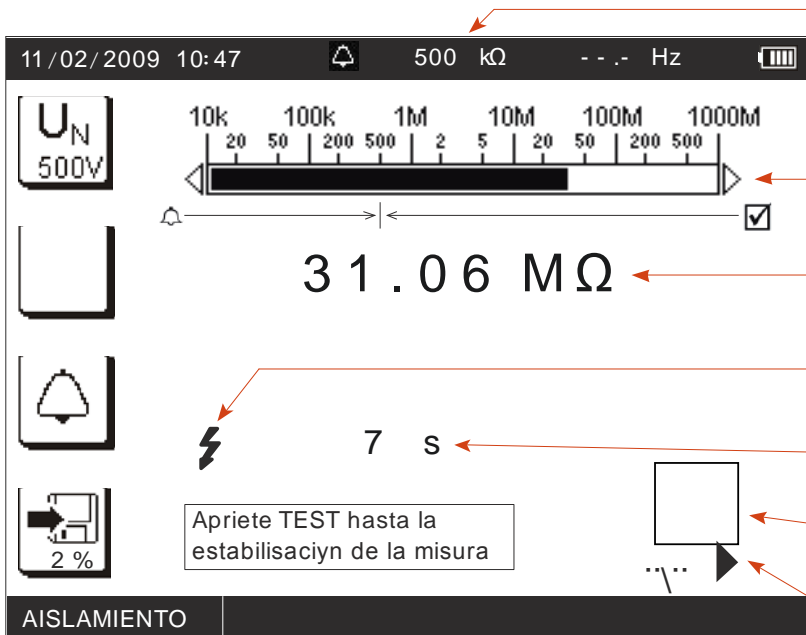 11/02/2009 10:47 500 kΩ - - .- Hz
UN
500V
10k 100k 1M 10M 100M 1000M
20 50 200 500 2 5 20 50 200 500
31.06 MΩ
7 s
Apriete TEST hasta la
estabilisaciyn de la misura
2 %
AISLAMIENTO